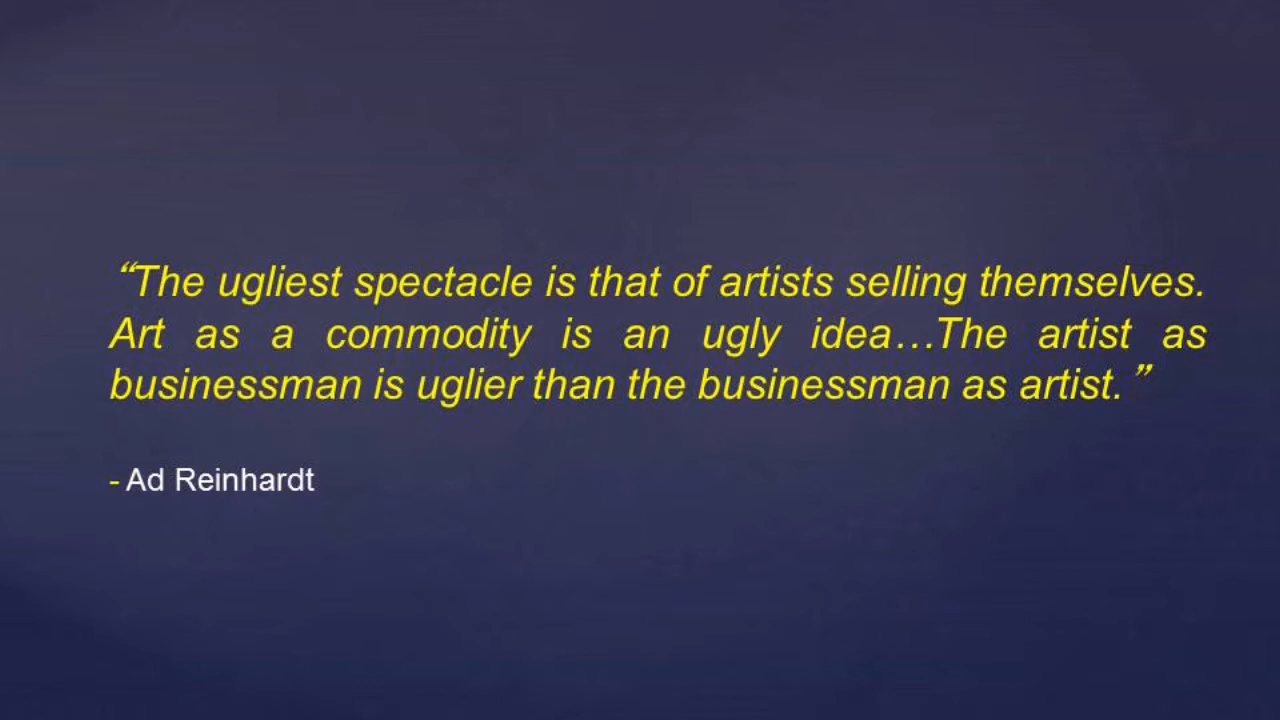 “The ugliest spectacle is that of artists selling themselves.
Art as a commodity is an ugly idea…The artist as
businessman is uglier than the businessman as artist.”
- Ad Reinhardt